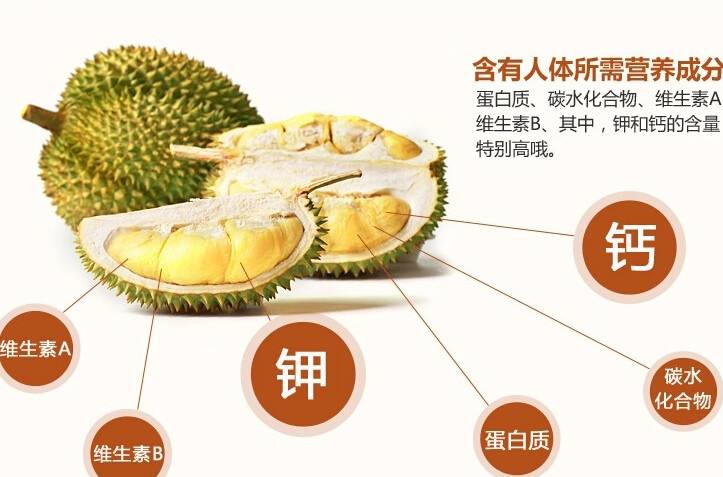 含有人体所需营养成分
蛋白质、碳水化合物、维生素A
维生素B、其中，钾和钙的含量
特别高哦。
钙
维生素A
钾
碳水
化合物
维生素B
蛋白质